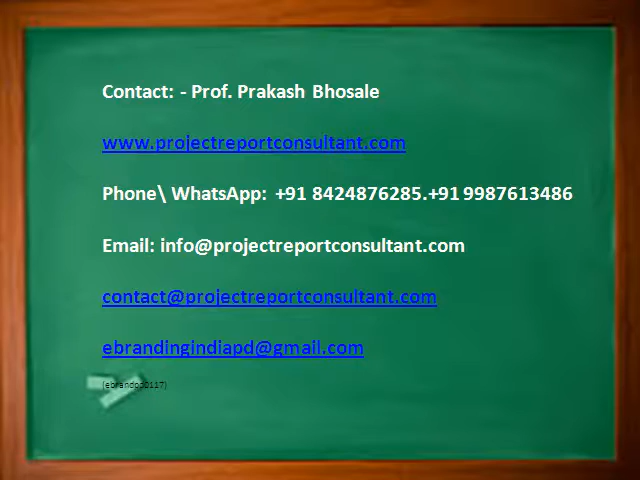 Contact: - Prof. Prakash Bhosale
www.projectreportconsultant.com
Phone\ WhatsApp: +91 8424876285.+91 9987613486
Email: info@projectreportconsultant.com
contact@projectreportconsultant.com
ebrandingindiapd@gmail.com